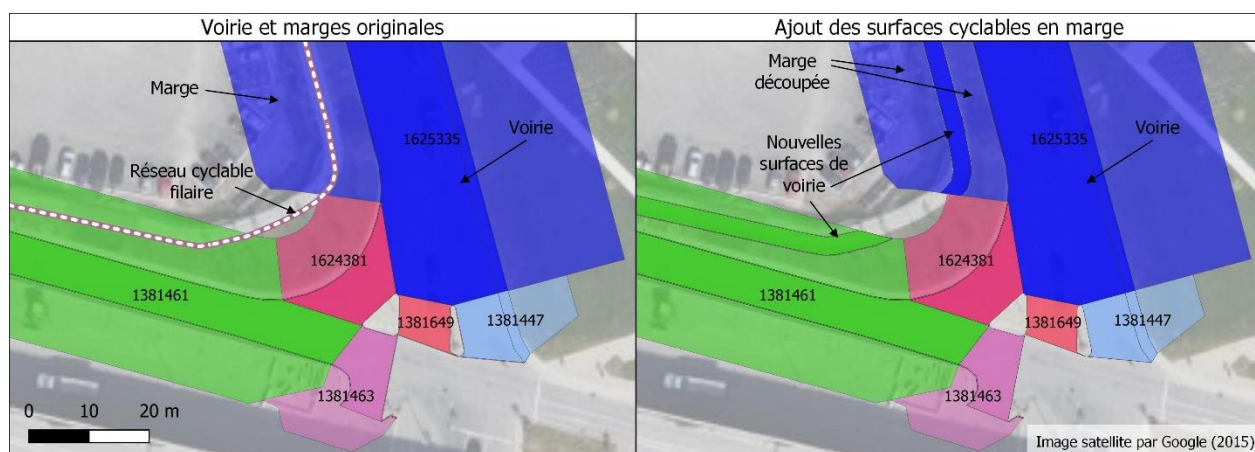 Voirie et marges originales
Marge
1625335
Voirie
Réseau cyclable
filaire
1624381
1381461
1381649
1381447
1381463
0 10 20 m
Ajout des surfaces cyclables en marge
Marge
découpée
1625335
Voirie
Nouvelles
surfaces de
voirie
1624381
1381461
1381649
1381447
1381463
Image satellite par Google (2015)